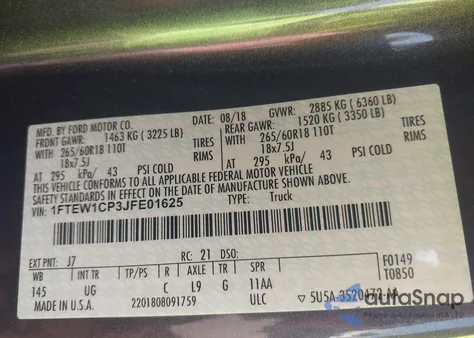 MFD. BY FORD MOTOR CO.
DATE: 08/18 GVWR: 2885 KG ( 6360 LB)
FRONT GAWR: 1463 KG ( 3225 LB) REAR GAWR: 1520 KG ( 3350 LB)
WITH 265/60R18 110T TIRES WITH 265/60R18 110T TIRES
18x7.5J RIMS 18x7.5J RIMS
AT 295 kPa/ 43 PSI COLD AT 295 kPa/ 43 PSI COLD
THIS VEHICLE CONFORMS TO ALL APPLICABLE FEDERAL MOTOR VEHICLE
SAFETY STANDARDS IN EFFECT ON THE DATE OF MANUFACTURE SHOWN ABOVE.
VIN: 1FTEW1CP3JFE01625 TYPE: Truck
EXT PNT: J7 RC: 21 DSO: F0149
WB INT TR TP/PS R AXLE TR SPR T0850
145 UG C L9 G 11AA
MADE IN U.S.A. 2201808091759 ULC 5U5A-3520472-AA
autoSnap